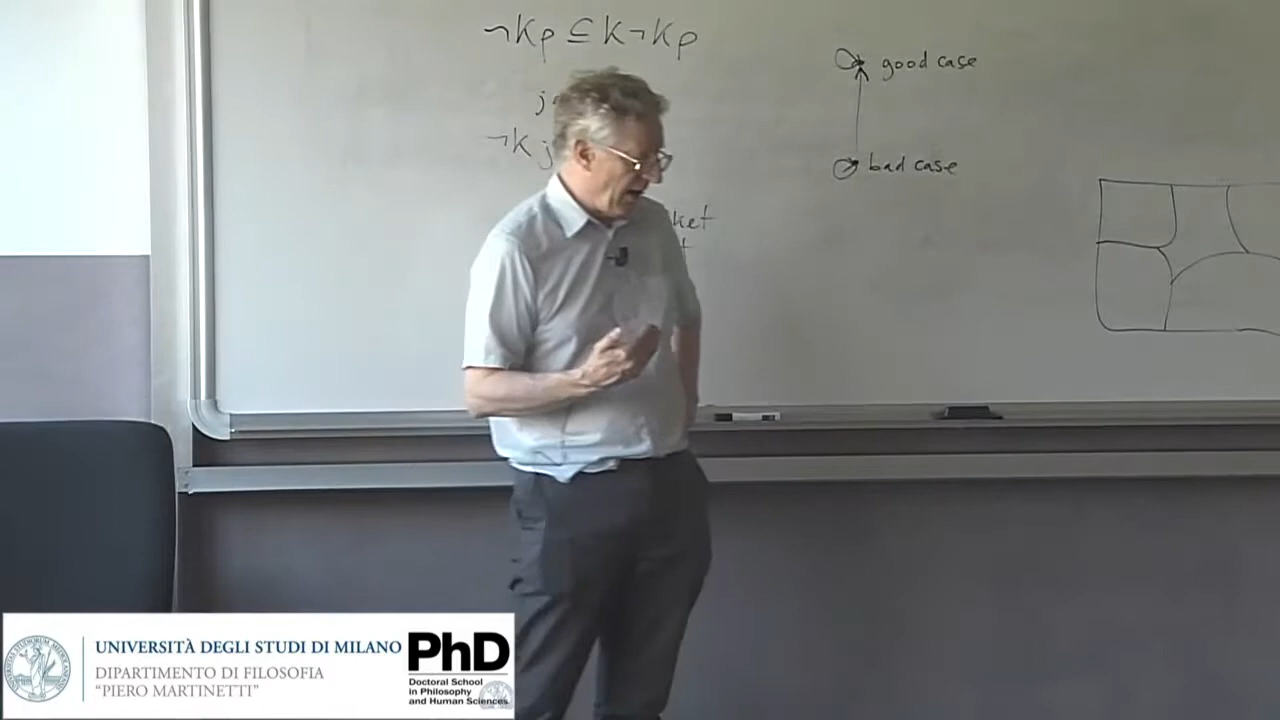 ¬Kp ⊆ K¬Kp
good case
¬K
bad case
UNIVERSITÀ DEGLI STUDI DI MILANO
DIPARTIMENTO DI FILOSOFIA
"PIERO MARTINETTI"
PhD
Doctoral School
in Philosophy
and Human Sciences